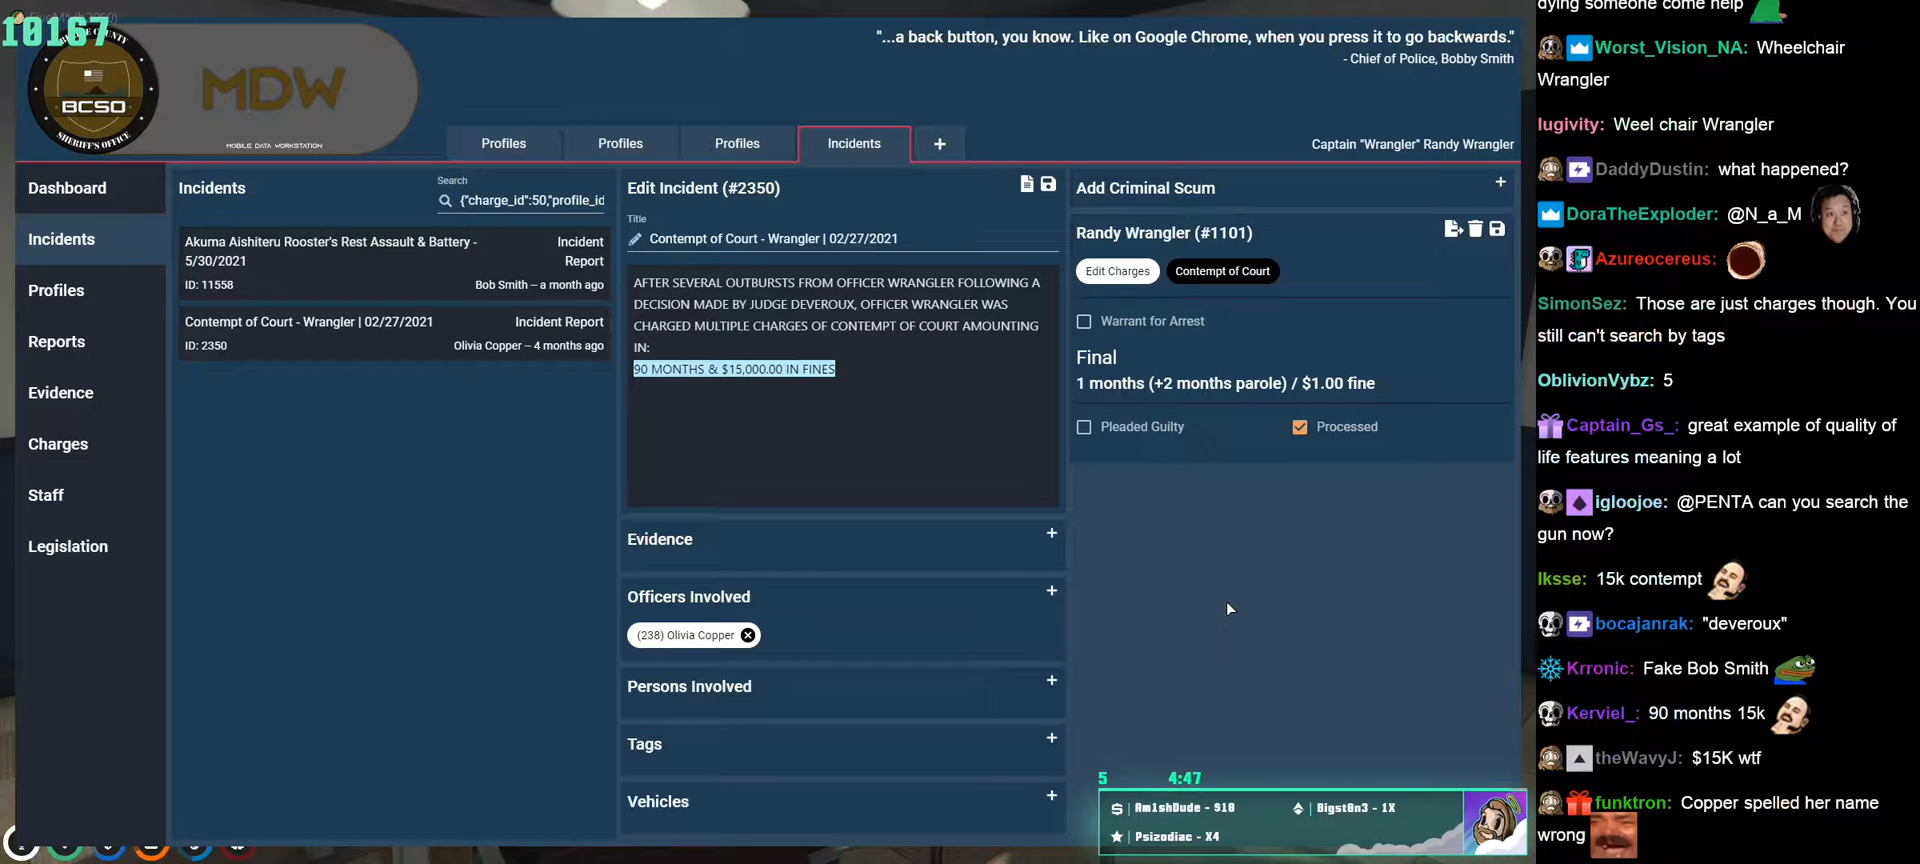 10167
BCSO
SHERIFF'S OFFICE
MDW
MOBILE DATA WORKSTATION
"...a back button, you know. Like on Google Chrome, when you press it to go backwards."
- Chief of Police, Bobby Smith
Profiles
Profiles
Profiles
Incidents
+
Captain "Wrangler" Randy Wrangler
Dashboard
Incidents
Profiles
Reports
Evidence
Charges
Staff
Legislation
Incidents
Search
{"charge_id":50,"profile_id
Akuma Aishiteru Rooster's Rest Assault & Battery -
5/30/2021
Incident
Report
ID: 11558
Bob Smith – a month ago
Contempt of Court - Wrangler | 02/27/2021
Incident Report
ID: 2350
Olivia Copper – 4 months ago
Edit Incident (#2350)
Title
Contempt of Court - Wrangler | 02/27/2021
AFTER SEVERAL OUTBURSTS FROM OFFICER WRANGLER FOLLOWING A
DECISION MADE BY JUDGE DEVEROUX, OFFICER WRANGLER WAS
CHARGED MULTIPLE CHARGES OF CONTEMPT OF COURT AMOUNTING
IN:
90 MONTHS & $15,000.00 IN FINES
Evidence
+
Officers Involved
+
(238) Olivia Copper
Persons Involved
+
Tags
+
Vehicles
+
Add Criminal Scum
+
Randy Wrangler (#1101)
Edit Charges
Contempt of Court
Warrant for Arrest
Final
1 months (+2 months parole) / $1.00 fine
Pleaded Guilty
Processed
5
4:47
Am1shDude - $10
Bigst0n3 - 1X
Psizodiac - X4
dying someone come help
Worst_Vision_NA: Wheelchair
Wrangler
lugivity: Weel chair Wrangler
DaddyDustin: what happened?
DoraTheExploder: @N_a_M
Azureocereus:
SimonSez: Those are just charges though. You
still can't search by tags
OblivionVybz: 5
Captain_Gs_: great example of quality of
life features meaning a lot
igloojoe: @PENTA can you search the
gun now?
Iksse: 15k contempt
bocajanrak: "deveroux"
Krronic: Fake Bob Smith
Kerviel_: 90 months 15k
theWavyJ: $15K wtf
funktron: Copper spelled her name
wrong